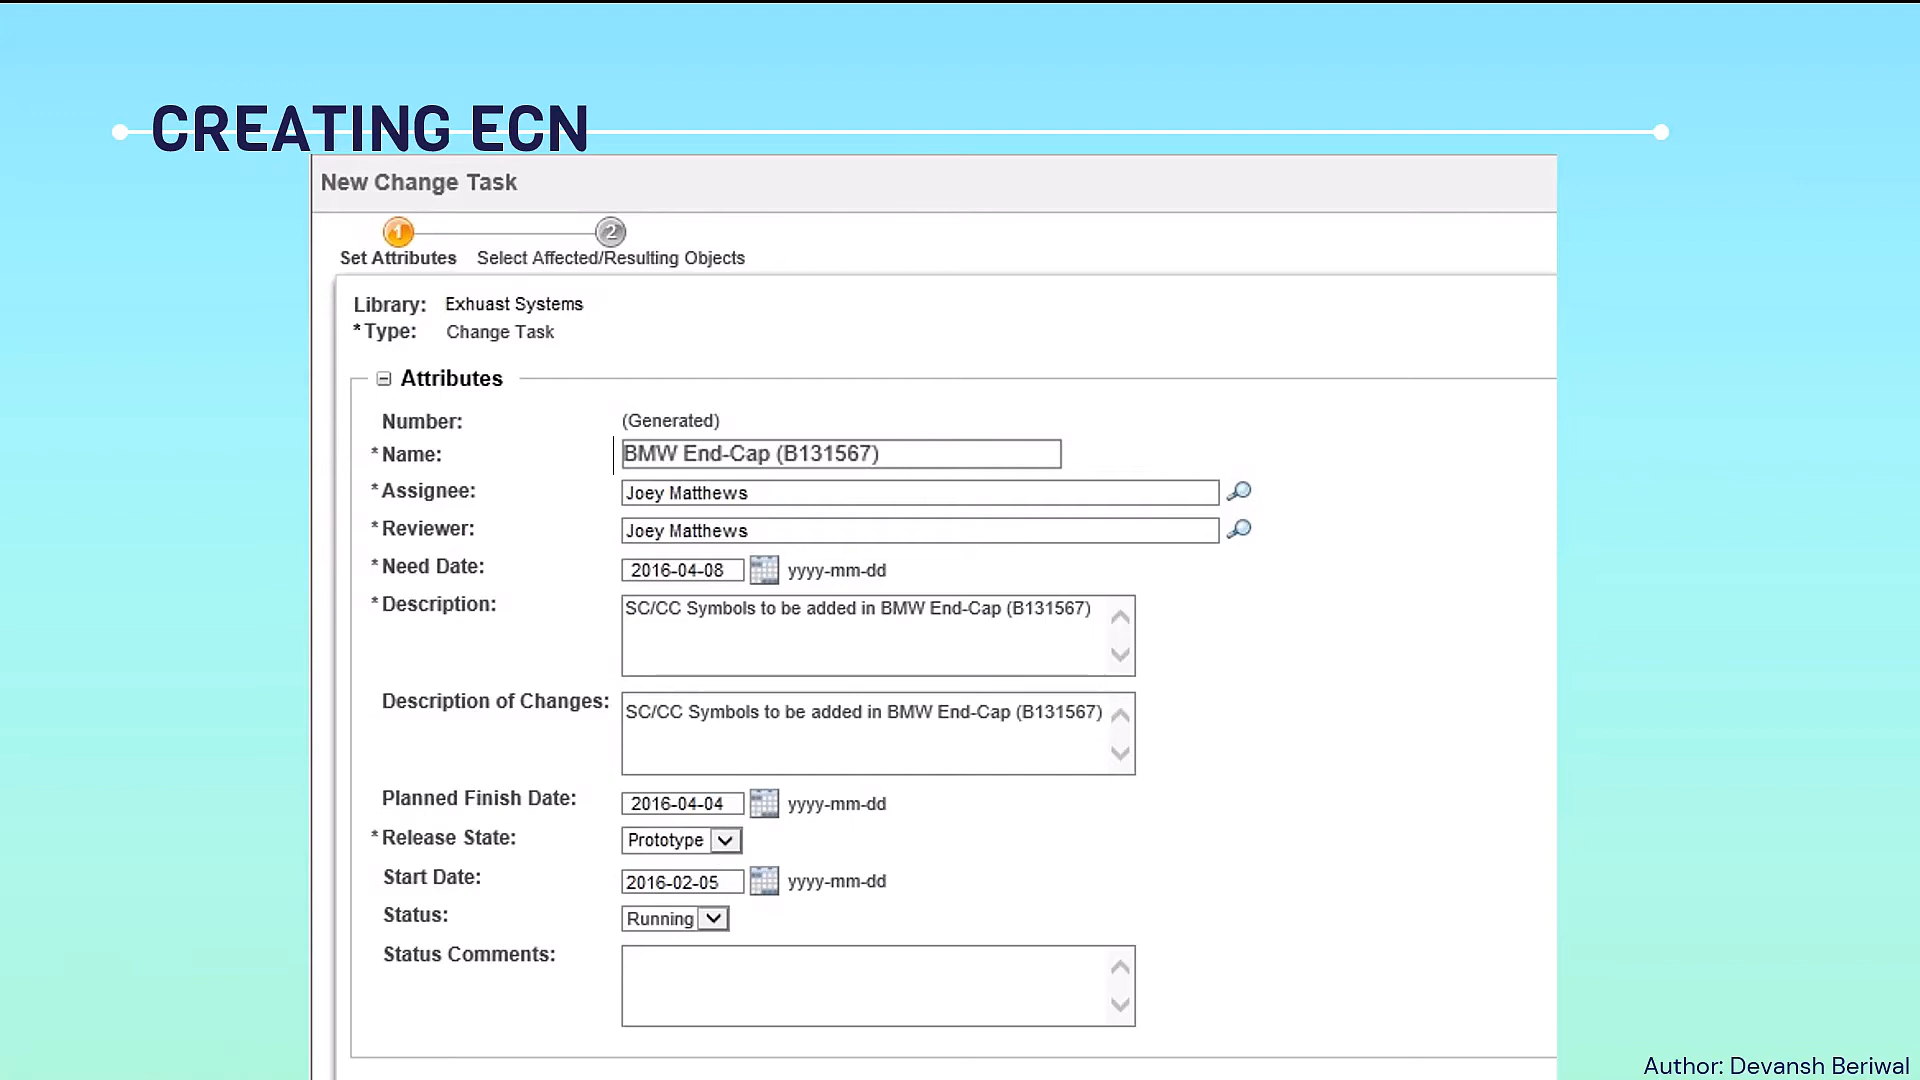 CREATING ECN
New Change Task
1 2
Set Attributes Select Affected/Resulting Objects
Library: Exhuast Systems
*Type: Change Task
Attributes
Number: (Generated)
*Name: BMW End-Cap (B131567)
*Assignee: Joey Matthews
*Reviewer: Joey Matthews
*Need Date: 2016-04-08 yyyy-mm-dd
*Description: SC/CC Symbols to be added in BMW End-Cap (B131567)
Description of Changes: SC/CC Symbols to be added in BMW End-Cap (B131567)
Planned Finish Date: 2016-04-04 yyyy-mm-dd
*Release State: Prototype
Start Date: 2016-02-05 yyyy-mm-dd
Status: Running
Status Comments:
Author: Devansh Beriwal